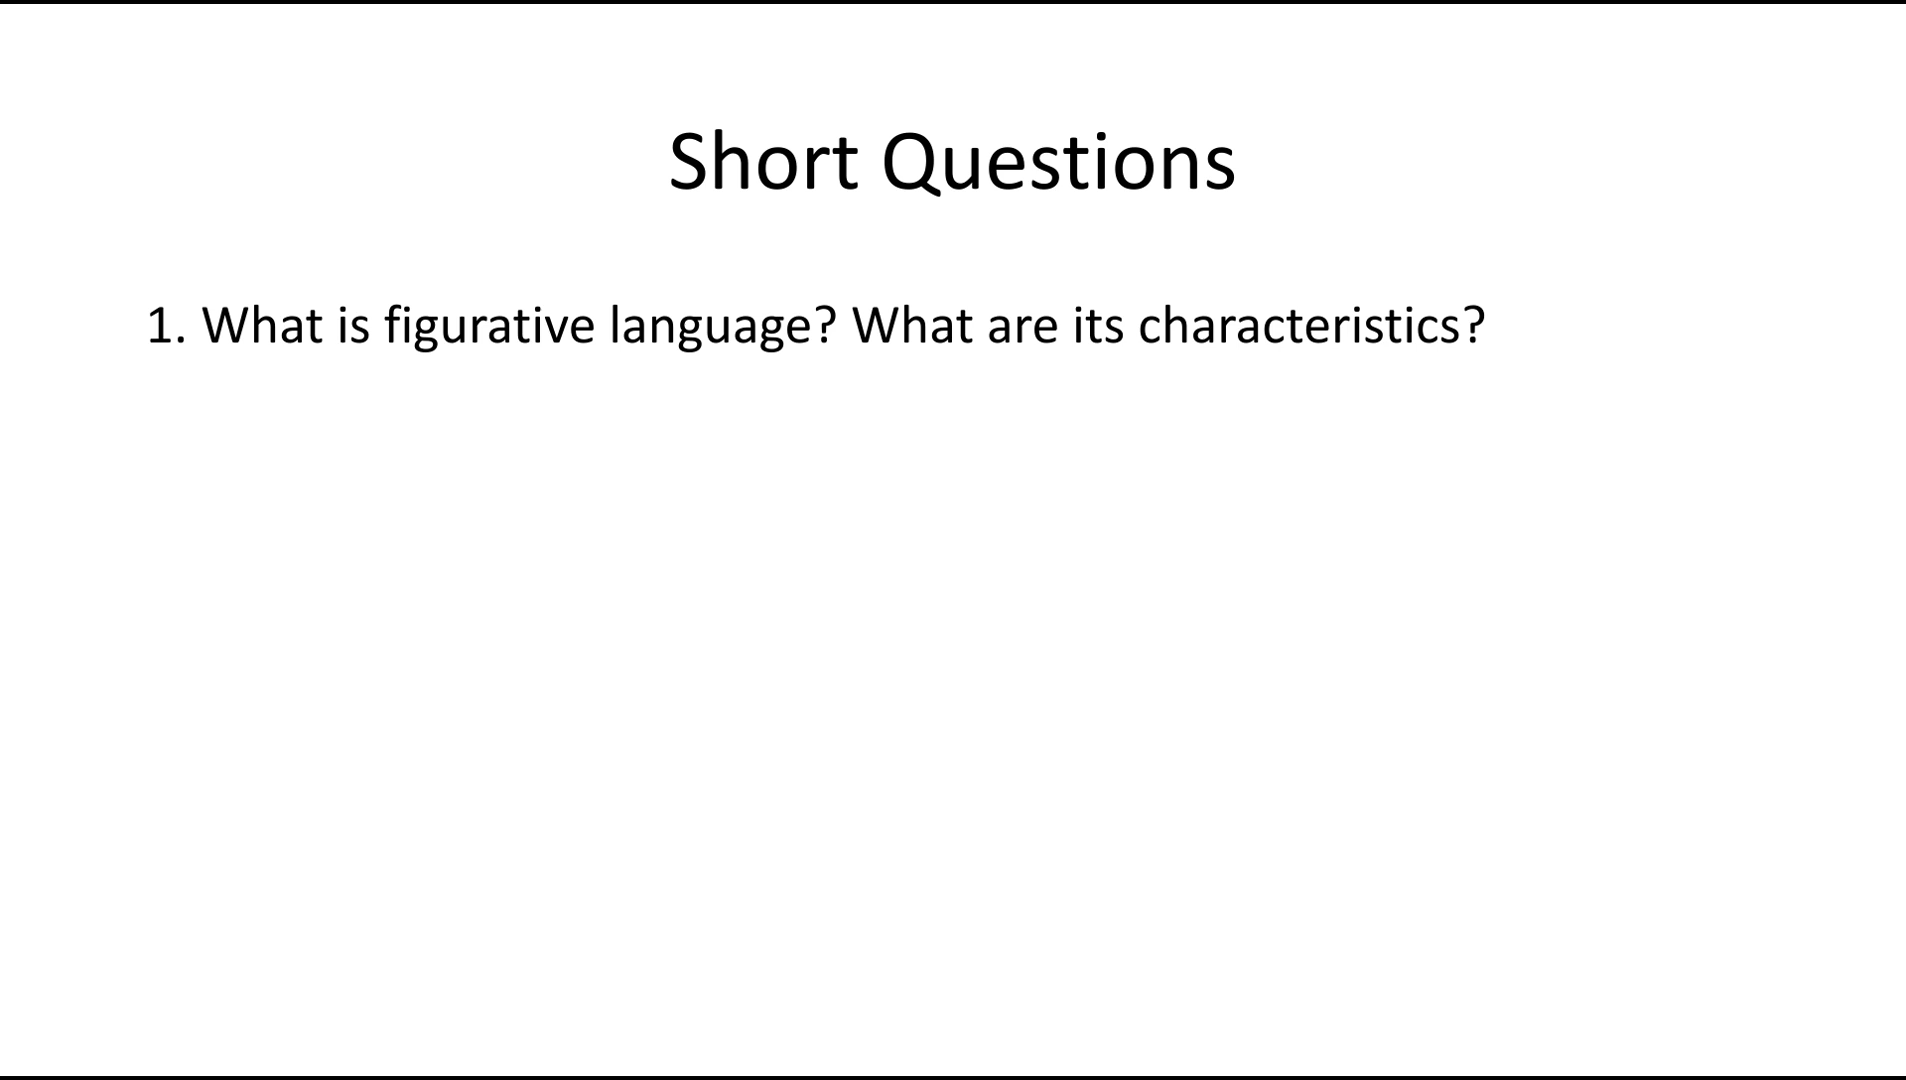 Short Questions
1. What is figurative language? What are its characteristics?